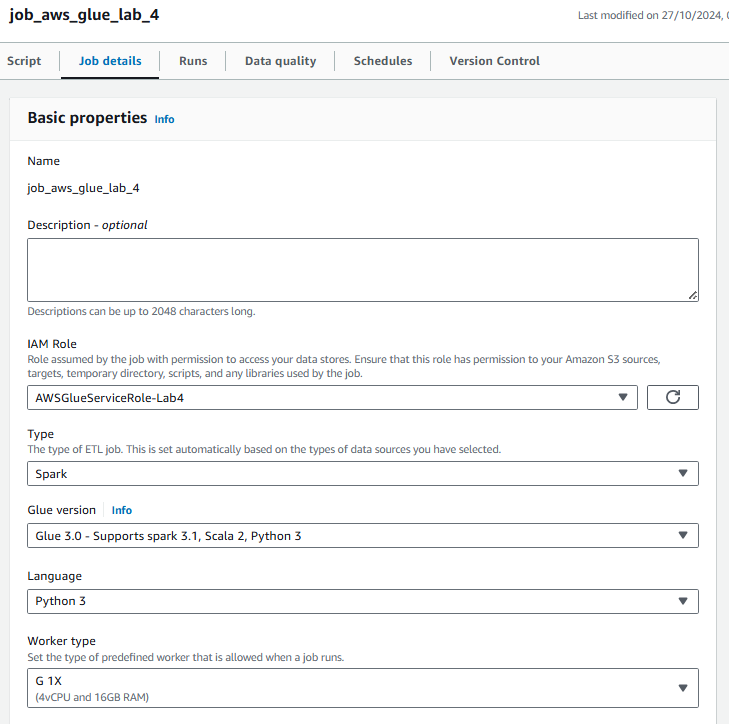 job_aws_glue_lab_4
Last modified on 27/10/2024,
Script
Job details
Runs
Data quality
Schedules
Version Control
Basic properties Info
Name
job_aws_glue_lab_4
Description - optional
Descriptions can be up to 2048 characters long.
IAM Role
Role assumed by the job with permission to access your data stores. Ensure that this role has permission to your Amazon S3 sources,
targets, temporary directory, scripts, and any libraries used by the job.
AWSGlueServiceRole-Lab4
Type
The type of ETL job. This is set automatically based on the types of data sources you have selected.
Spark
Glue version Info
Glue 3.0 - Supports spark 3.1, Scala 2, Python 3
Language
Python 3
Worker type
Set the type of predefined worker that is allowed when a job runs.
G 1X
(4vCPU and 16GB RAM)